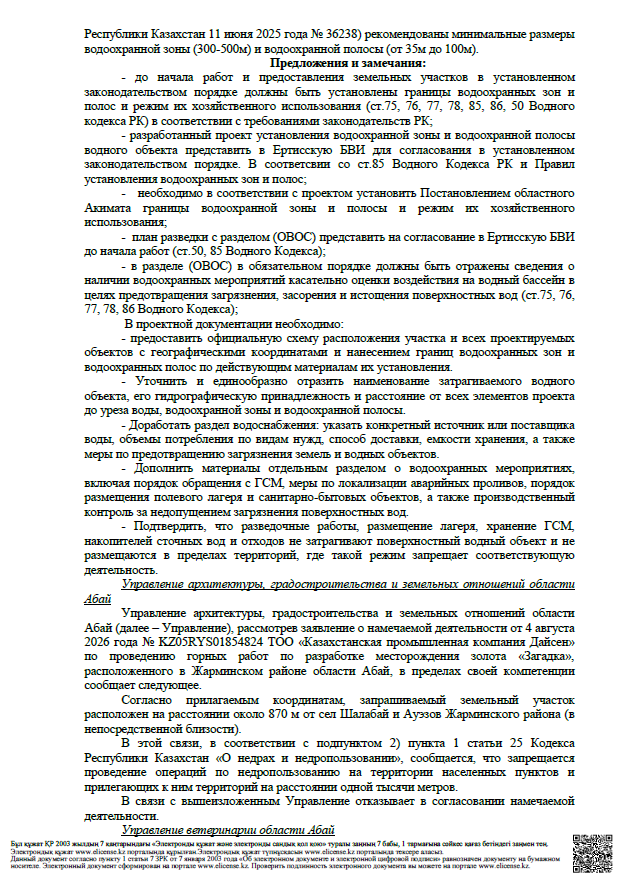 Республики Казахстан 11 июня 2025 года № 36238) рекомендованы минимальные размеры
водоохранной зоны (300-500м) и водоохранной полосы (от 35м до 100м).
Предложения и замечания:
- до начала работ и предоставления земельных участков в установленном
законодательством порядке должны быть установлены границы водоохранных зон и
полос и режим их хозяйственного использования (ст.75, 76, 77, 78, 85, 86, 50 Водного
кодекса РК) в соответствии с требованиями законодательств РК;
- разработанный проект установления водоохранной зоны и водоохранной полосы
водного объекта представить в Ертисскую БВИ для согласования в установленном
законодательством порядке. В соответсвии со ст.85 Водного Кодекса РК и Правил
установления водоохранных зон и полос;
- необходимо в соответствии с проектом установить Постановлением областного
Акимата границы водоохранной зоны и полосы и режим их хозяйственного
использования;
- план разведки с разделом (ОВОС) представить на согласование в Ертисскую БВИ
до начала работ (ст.50, 85 Водного Кодекса);
- в разделе (ОВОС) в обязательном порядке должны быть отражены сведения о
наличии водоохранных мероприятий касательно оценки воздействия на водный бассейн в
целях предотвращения загрязнения, засорения и истощения поверхностных вод (ст.75, 76,
77, 78, 86 Водного Кодекса);
В проектной документации необходимо:
- предоставить официальную схему расположения участка и всех проектируемых
объектов с географическими координатами и нанесением границ водоохранных зон и
водоохранных полос по действующим материалам их установления.
- Уточнить и единообразно отразить наименование затрагиваемого водного
объекта, его гидрографическую принадлежность и расстояние от всех элементов проекта
до уреза воды, водоохранной зоны и водоохранной полосы.
- Доработать раздел водоснабжения: указать конкретный источник или поставщика
воды, объемы потребления по видам нужд, способ доставки, емкости хранения, а также
меры по предотвращению загрязнения земель и водных объектов.
- Дополнить материалы отдельным разделом о водоохранных мероприятиях,
включая порядок обращения с ГСМ, меры по локализации аварийных проливов, порядок
размещения полевого лагеря и санитарно-бытовых объектов, а также производственный
контроль за недопущением загрязнения поверхностных вод.
- Подтвердить, что разведочные работы, размещение лагеря, хранение ГСМ,
накопителей сточных вод и отходов не затрагивают поверхностный водный объект и не
размещаются в пределах территорий, где такой режим запрещает соответствующую
деятельность.
Управление архитектуры, градостроительства и земельных отношений области
Абай
Управление архитектуры, градостроительства и земельных отношений области
Абай (далее – Управление), рассмотрев заявление о намечаемой деятельности от 4 августа
2026 года № KZ05RYS01854824 ТОО «Казахстанская промышленная компания Дайсен»
по проведению горных работ по разработке месторождения золота «Загадка»,
расположенного в Жарминском районе области Абай, в пределах своей компетенции
сообщает следующее.
Согласно прилагаемым координатам, запрашиваемый земельный участок
расположен на расстоянии около 870 м от сел Шалабай и Ауэзов Жарминского района (в
непосредственной близости).
В этой связи, в соответствии с подпунктом 2) пункта 1 статьи 25 Кодекса
Республики Казахстан «О недрах и недропользовании», сообщается, что запрещается
проведение операций по недропользованию на территории населенных пунктов и
прилегающих к ним территорий на расстоянии одной тысячи метров.
В связи с вышеизложенным Управление отказывает в согласовании намечаемой
деятельности.
Управление ветеринарии области Абай
Бұл құжат ҚР 2003 жылдың 7 қаңтарындағы «Электронды құжат және электронды сандық қол қою» туралы заңның 7 бабы, 1 тармағына сәйкес қағаз бетіндегі заңмен тең.
Электрондық құжат www.elicense.kz порталында құрылған.Электрондық құжат түпнұсқасын www.elicense.kz порталында тексере аласыз.
Данный документ согласно пункту 1 статьи 7 ЗРК от 7 января 2003 года «Об электронном документе и электронной цифровой подписи» равнозначен документу на бумажном
носителе. Электронный документ сформирован на портале www.elicense.kz. Проверить подлинность электронного документа вы можете на портале www.elicense.kz.